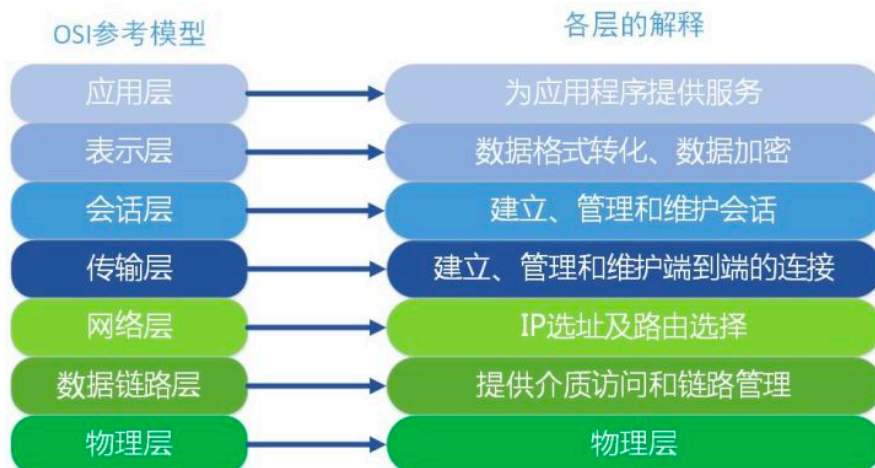 OSI参考模型 各层的解释
应用层 为应用程序提供服务
表示层 数据格式转化、数据加密
会话层 建立、管理和维护会话
传输层 建立、管理和维护端到端的连接
网络层 IP选址及路由选择
数据链路层 提供介质访问和链路管理
物理层 物理层